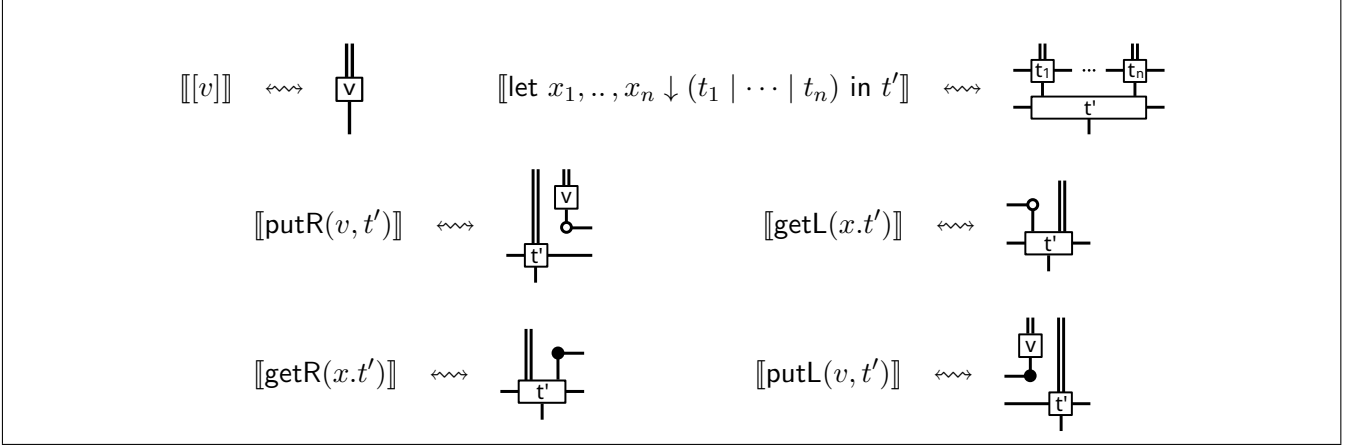 ⟦[v]⟧ ⇝ v ⟦let x₁, .. , xₙ ↓ (t₁ | ⋯ | tₙ) in t′⟧ ⇝ t₁ ... tₙ t'
⟦putR(v, t′)⟧ ⇝ v t' ⟦getL(x.t′)⟧ ⇝ t'
⟦getR(x.t′)⟧ ⇝ t' ⟦putL(v, t′)⟧ ⇝ v t'